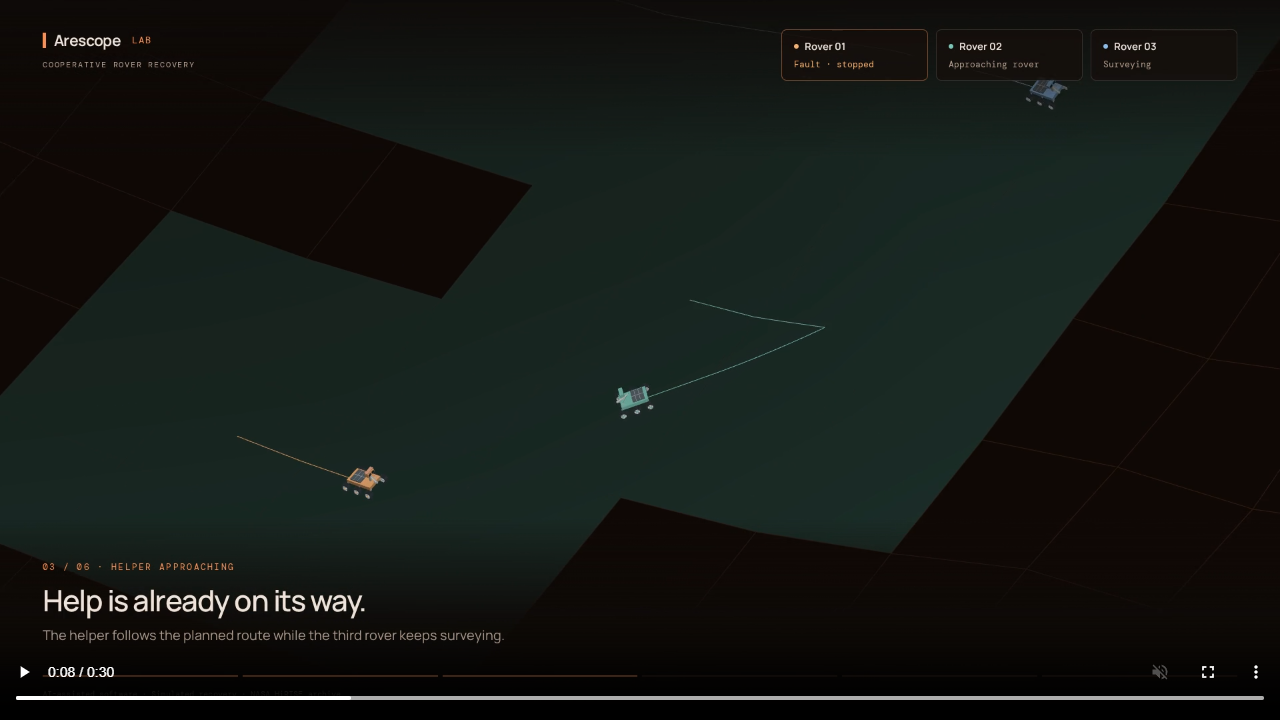 Arescope LAB
COOPERATIVE ROVER RECOVERY
Rover 01
Fault · stopped
Rover 02
Approaching rover
Rover 03
Surveying
03 / 06 · HELPER APPROACHING
Help is already on its way.
The helper follows the planned route while the third rover keeps surveying.
0:08 / 0:30